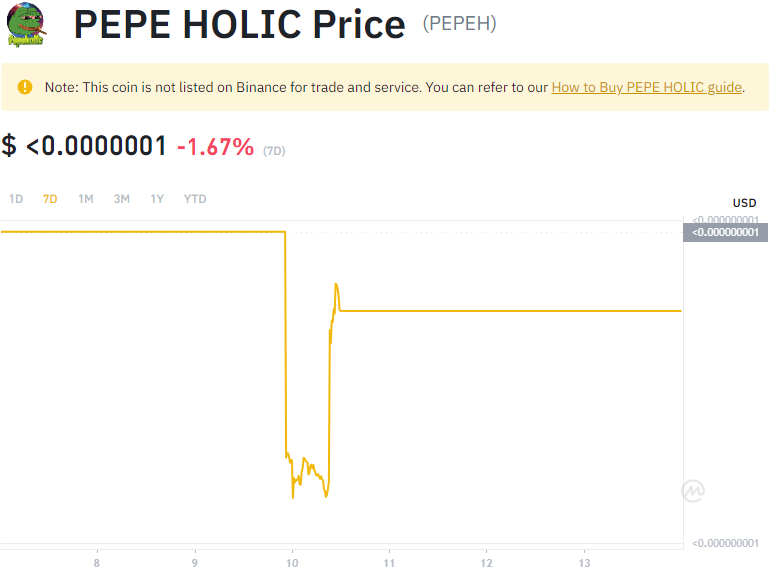 PEPE HOLIC Price (PEPEH)
Note: This coin is not listed on Binance for trade and service. You can refer to our How to Buy PEPE HOLIC guide.
$ <0.0000001 -1.67% (7D)
1D 7D 1M 3M 1Y YTD
USD
<0.000000001
<0.000000001
<0.000000001
8 9 10 11 12 13